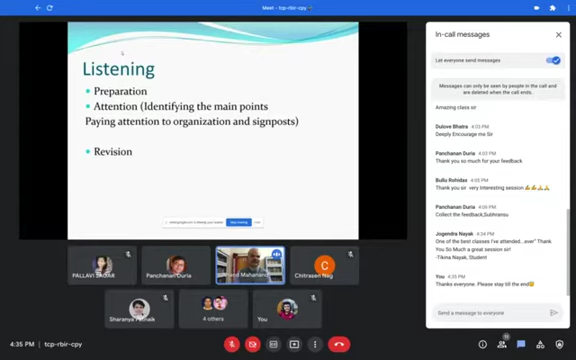 Meet - tcp-rbir-cpy
Listening
Preparation
Attention (Identifying the main points
Paying attention to organization and signposts)
Revision
Stop sharing
PALLAVI
Panchanan Duria
Chitrasen Nag
Sharanya
4 others
You
In-call messages
Let everyone send messages
Messages can only be seen by people in the call and
are deleted when the call ends.
Amazing class sir
Dulove Bhatra 4:03 PM
Deeply Encourage me Sir
Panchanan Duria 4:03 PM
Thank you so much for your feedback
Bullu Rohidas 4:05 PM
Thank you sir very interesting session
Panchanan Duria 4:06 PM
Collect the feedback,Subhransu
Jogendra Nayak 4:34 PM
One of the best classes I've attended...ever" Thank
You So Much a great session sir!
-Tikina Nayak, Student
You 4:35 PM
Thanks everyone. Please stay till the end
Send a message to everyone
4:35 PM tcp-rbir-cpy